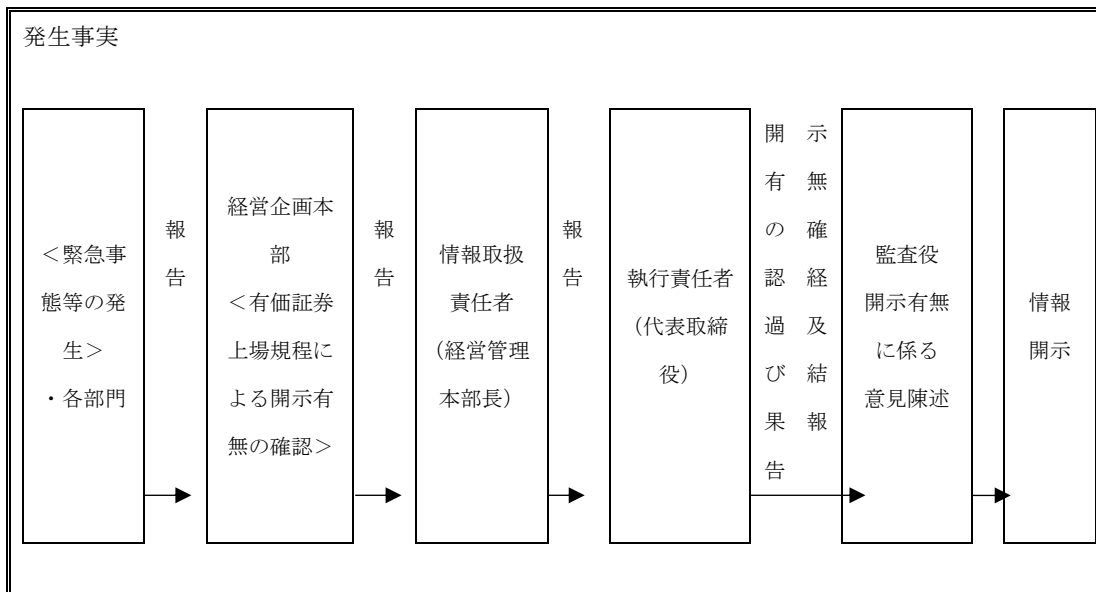 発生事実
＜緊急事
態等の発
生＞
・各部門
報
告
経営企画本
部
＜有価証券
上場規程に
よる開示有
無の確認＞
報
告
情報取扱
責任者
（経営管理
本部長）
報
告
執行責任者
（代表取締
役）
開示
有無
の確
認経
過及
び結
果報
告
監査役
開示有無
に係る
意見陳述
情報
開示